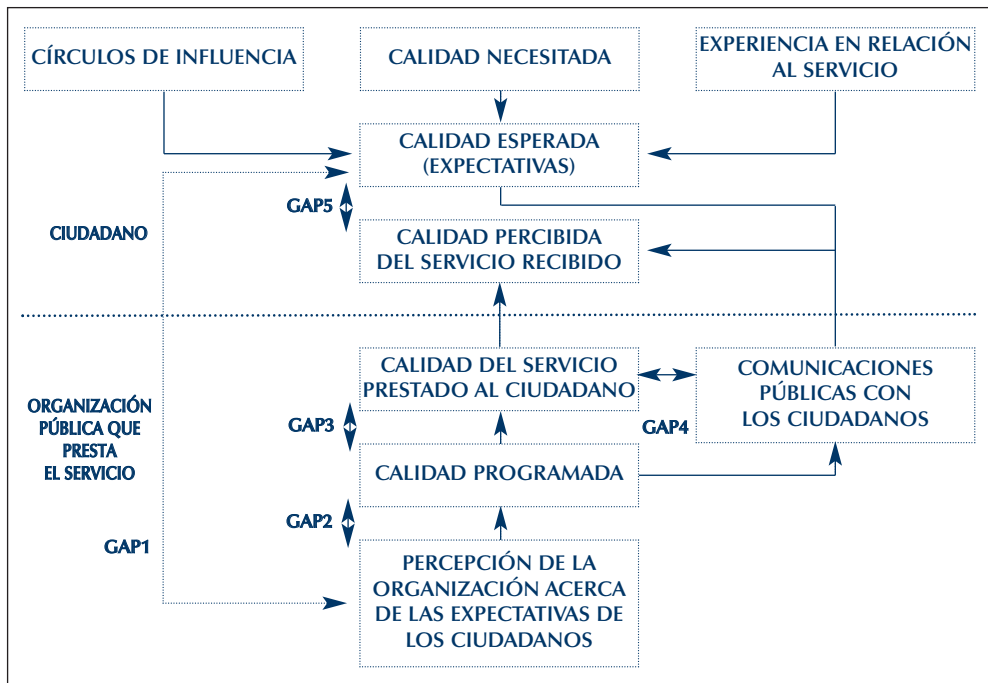 CÍRCULOS DE INFLUENCIA
CALIDAD NECESITADA
EXPERIENCIA EN RELACIÓN
AL SERVICIO
CALIDAD ESPERADA
(EXPECTATIVAS)
GAP5
CIUDADANO
CALIDAD PERCIBIDA
DEL SERVICIO RECIBIDO
CALIDAD DEL SERVICIO
PRESTADO AL CIUDADANO
COMUNICACIONES
PÚBLICAS CON
LOS CIUDADANOS
ORGANIZACIÓN
PÚBLICA QUE
PRESTA
EL SERVICIO
GAP3
GAP4
CALIDAD PROGRAMADA
GAP2
GAP1
PERCEPCIÓN DE LA
ORGANIZACIÓN ACERCA
DE LAS EXPECTATIVAS DE
LOS CIUDADANOS